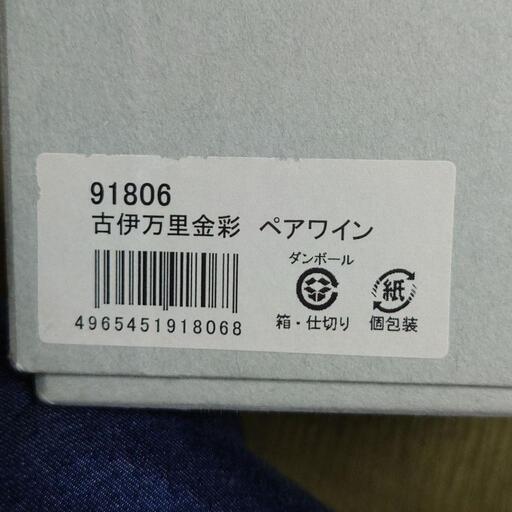 91806
古伊万里金彩 ペアワイン
ダンボール
紙
4965451918068
箱・仕切り 個包装